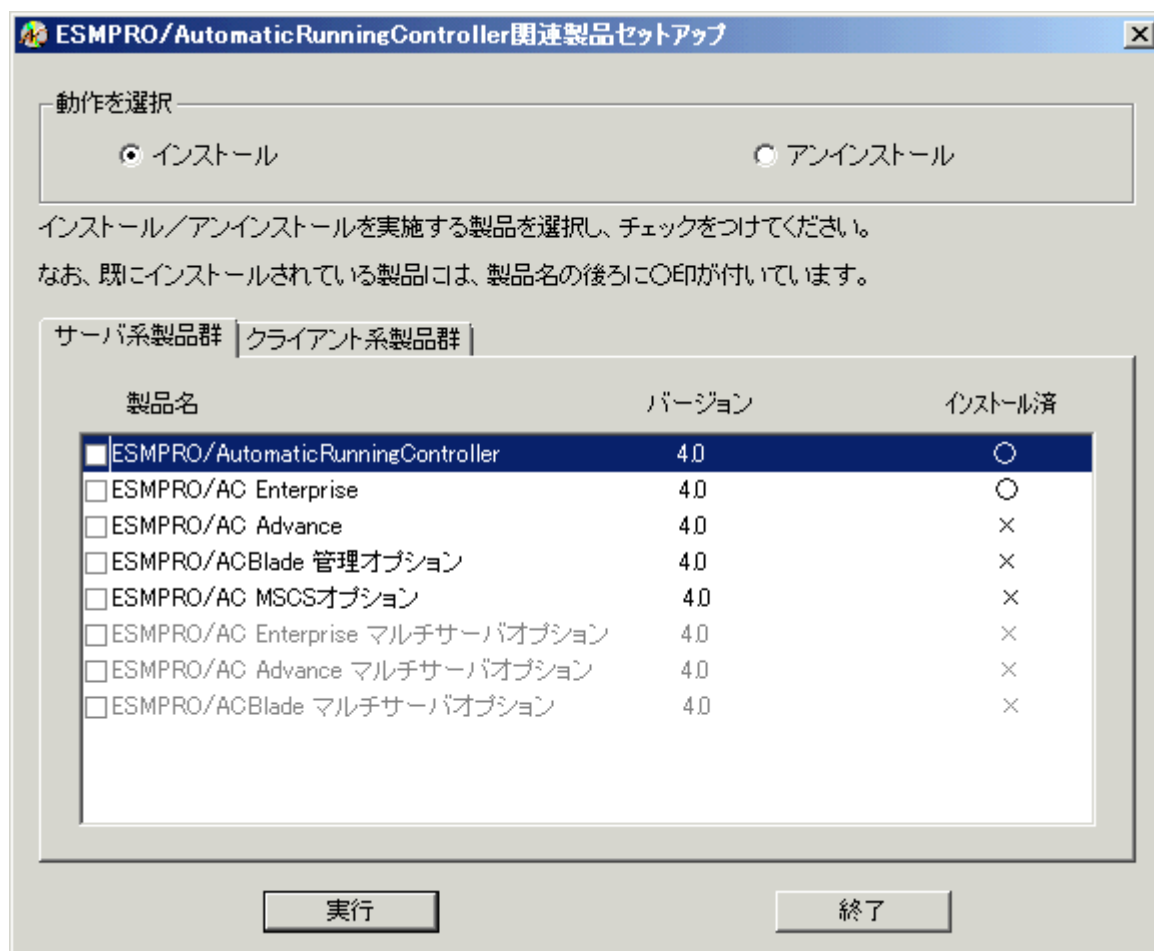 ESMPRO/AutomaticRunningController関連製品セットアップ
動作を選択
インストール アンインストール
インストール／アンインストールを実施する製品を選択し、チェックをつけてください。
なお、既にインストールされている製品には、製品名の後ろに〇印が付いています。
サーバ系製品群 クライアント系製品群
製品名 バージョン インストール済
ESMPRO/AutomaticRunningController 4.0 ○
ESMPRO/AC Enterprise 4.0 ○
ESMPRO/AC Advance 4.0 ×
ESMPRO/ACBlade 管理オプション 4.0 ×
ESMPRO/AC MSCSオプション 4.0 ×
ESMPRO/AC Enterprise マルチサーバオプション 4.0 ×
ESMPRO/AC Advance マルチサーバオプション 4.0 ×
ESMPRO/ACBlade マルチサーバオプション 4.0 ×
実行 終了